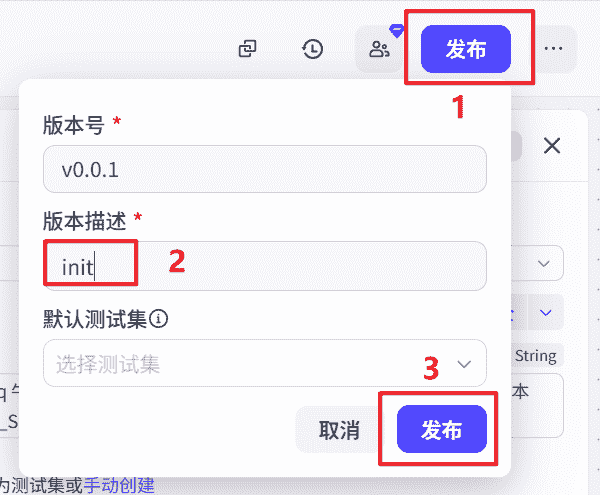 发布
1
版本号 *
v0.0.1
版本描述 *
init
2
默认测试集
选择测试集
3
String
本
_S
取消
发布
为测试集或手动创建